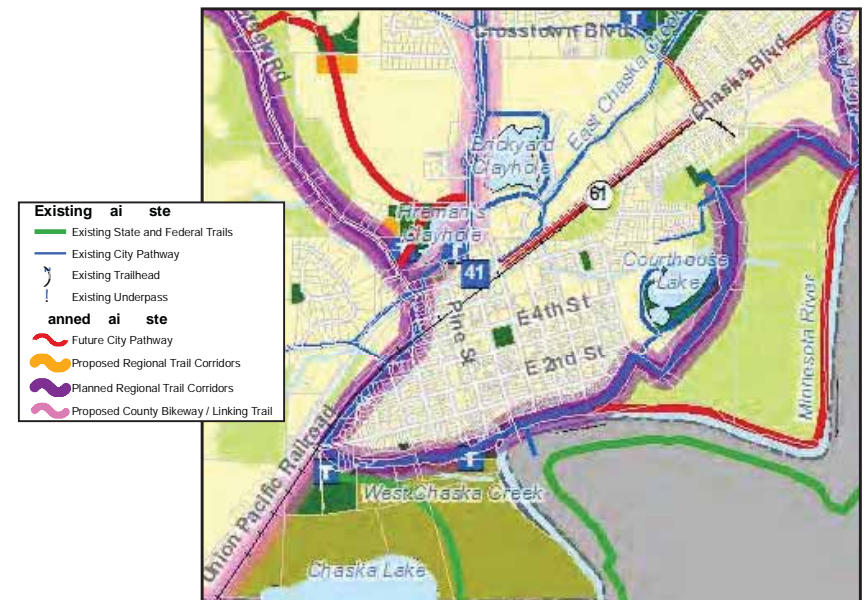 Existing ai ste
Existing State and Federal Trails
Existing City Pathway
Existing Trailhead
Existing Underpass
anned ai ste
Future City Pathway
Proposed Regional Trail Corridors
Planned Regional Trail Corridors
Proposed County Bikeway / Linking Trail
Crosstown Blvd
East Chaska Creek
Chaska Blvd
Brickyard
Clayhole
61
Fireman's
Clayhole
41
Courthouse
Lake
Pine St
E 4th St
E 2nd St
Minnesota River
Union Pacific Railroad
West Chaska Creek
Chaska Lake
T
T
T
T